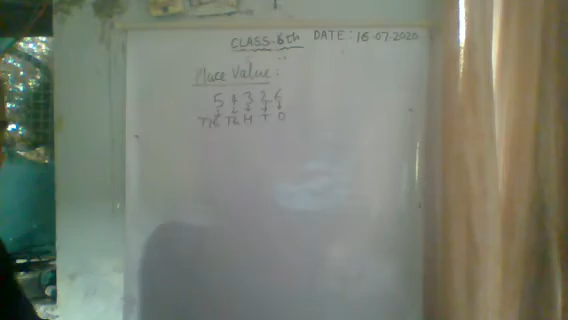 CLASS-6th DATE: 16.07.2020
Place Value:
5 4 3 2 6
TTh Th H T O